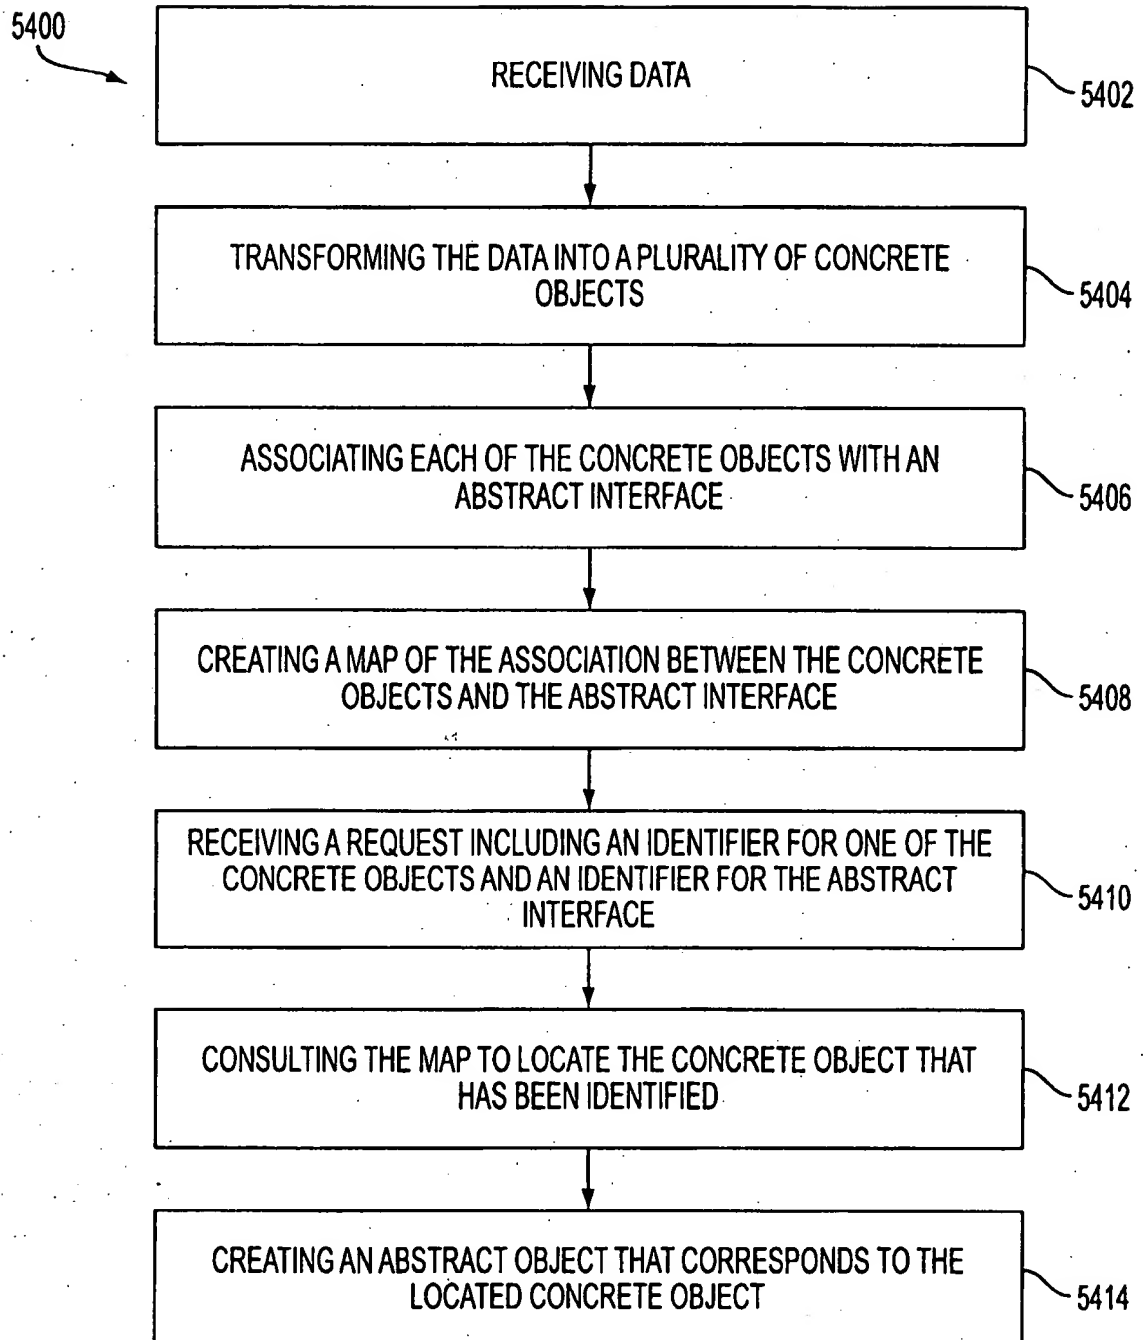 5400
RECEIVING DATA
5402
TRANSFORMING THE DATA INTO A PLURALITY OF CONCRETE
OBJECTS
5404
ASSOCIATING EACH OF THE CONCRETE OBJECTS WITH AN
ABSTRACT INTERFACE
5406
CREATING A MAP OF THE ASSOCIATION BETWEEN THE CONCRETE
OBJECTS AND THE ABSTRACT INTERFACE
5408
RECEIVING A REQUEST INCLUDING AN IDENTIFIER FOR ONE OF THE
CONCRETE OBJECTS AND AN IDENTIFIER FOR THE ABSTRACT
INTERFACE
5410
CONSULTING THE MAP TO LOCATE THE CONCRETE OBJECT THAT
HAS BEEN IDENTIFIED
5412
CREATING AN ABSTRACT OBJECT THAT CORRESPONDS TO THE
LOCATED CONCRETE OBJECT
5414